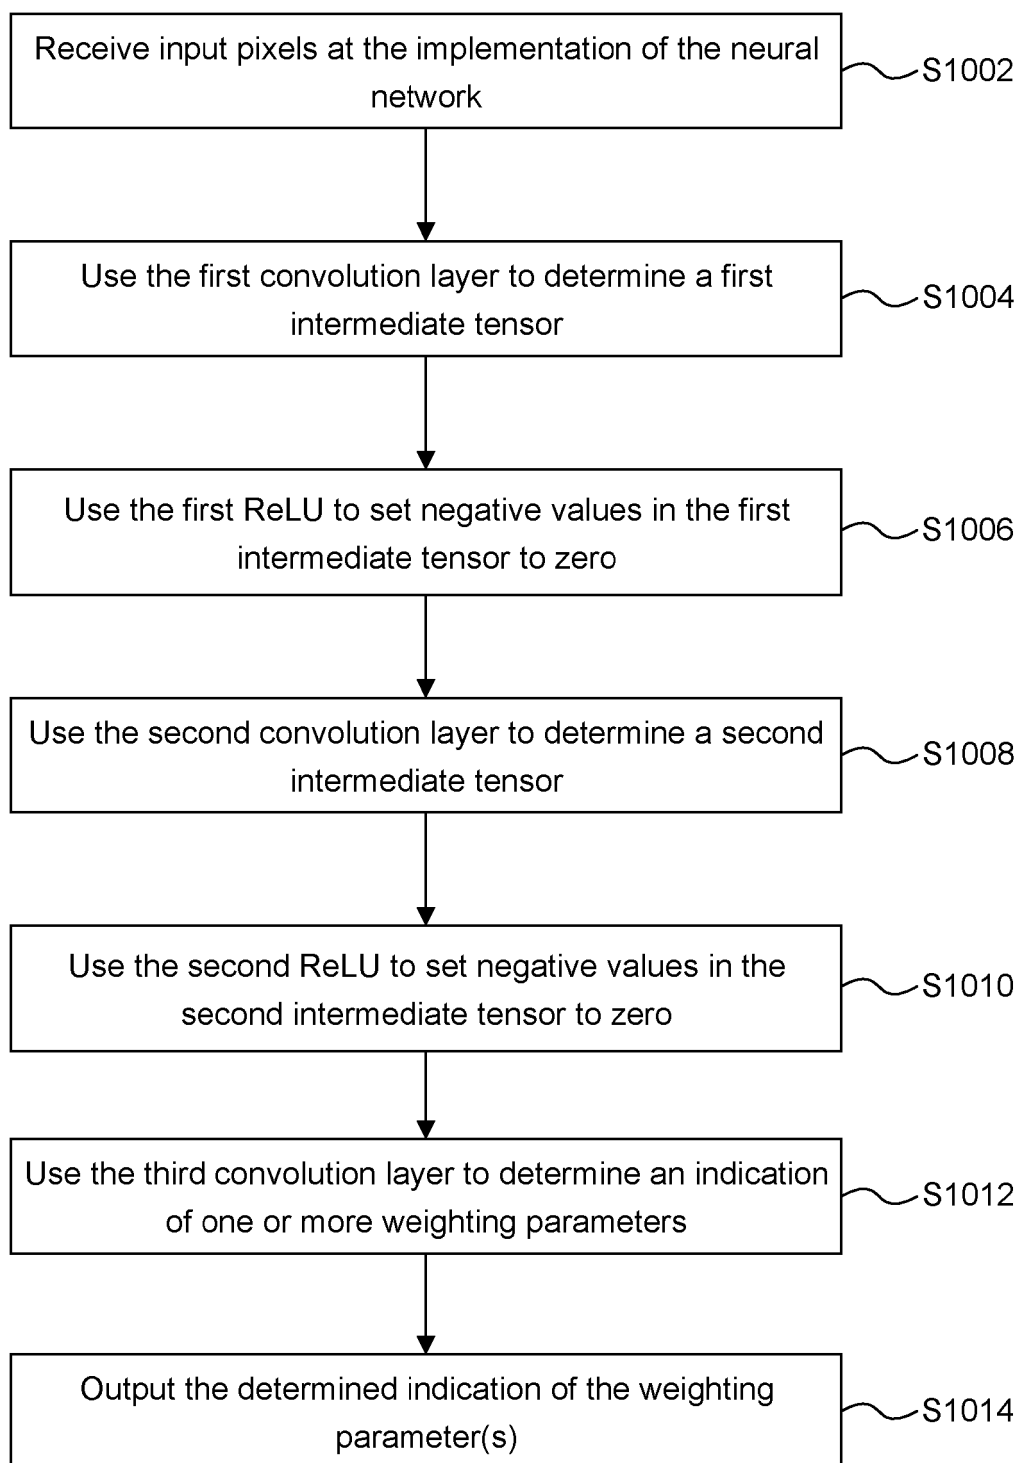 Receive input pixels at the implementation of the neural
network
S1002
Use the first convolution layer to determine a first
intermediate tensor
S1004
Use the first ReLU to set negative values in the first
intermediate tensor to zero
S1006
Use the second convolution layer to determine a second
intermediate tensor
S1008
Use the second ReLU to set negative values in the
second intermediate tensor to zero
S1010
Use the third convolution layer to determine an indication
of one or more weighting parameters
S1012
Output the determined indication of the weighting
parameter(s)
S1014